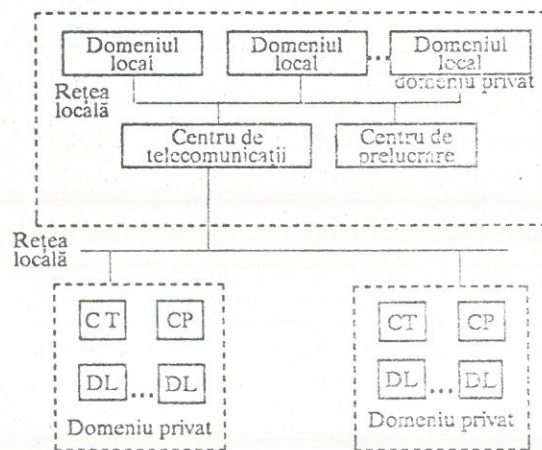 Domeniul
local
Domeniul
local
...
Domeniul
local
domeniu privat
Rețea
locală
Centru de
telecomunicații
Centru de
prelucrare
Rețea
locală
CT
CP
DL
...
DL
Domeniu privat
CT
CP
DL
...
DL
Domeniu privat